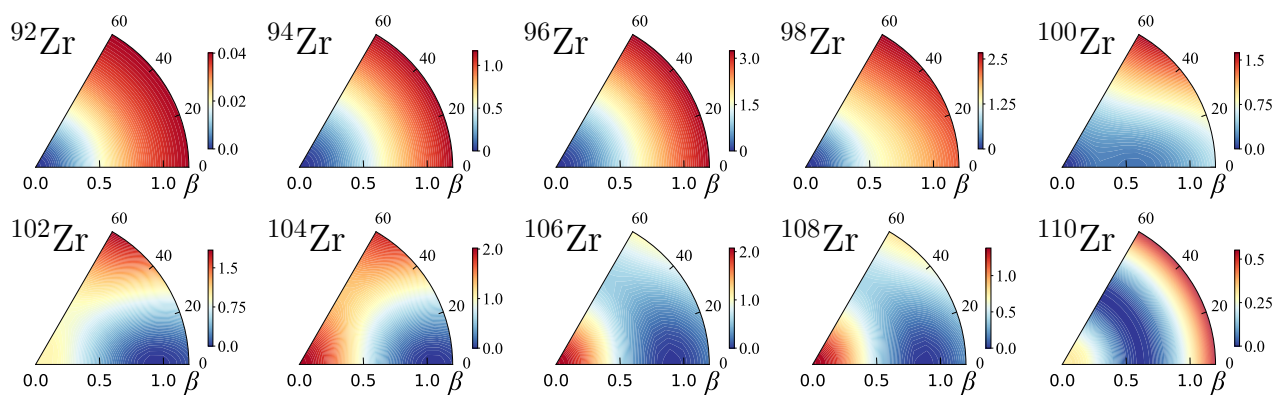 92Zr 60 40 20 0 0.0 0.5 1.0 β 0.04 0.02 0.0
94Zr 60 40 20 0 0.0 0.5 1.0 β 1.0 0.5 0
96Zr 60 40 20 0 0.0 0.5 1.0 β 3.0 1.5 0
98Zr 60 40 20 0 0.0 0.5 1.0 β 2.5 1.25 0
100Zr 60 40 20 0 0.0 0.5 1.0 β 1.5 0.75 0
102Zr 60 40 20 0 0.0 0.5 1.0 β 1.5 0.75 0.0
104Zr 60 40 20 0 0.0 0.5 1.0 β 2.0 1.0 0.0
106Zr 60 40 20 0 0.0 0.5 1.0 β 2.0 1.0 0.0
108Zr 60 40 20 0 0.0 0.5 1.0 β 1.0 0.5 0.0
110Zr 60 40 20 0 0.0 0.5 1.0 β 0.5 0.25 0.0